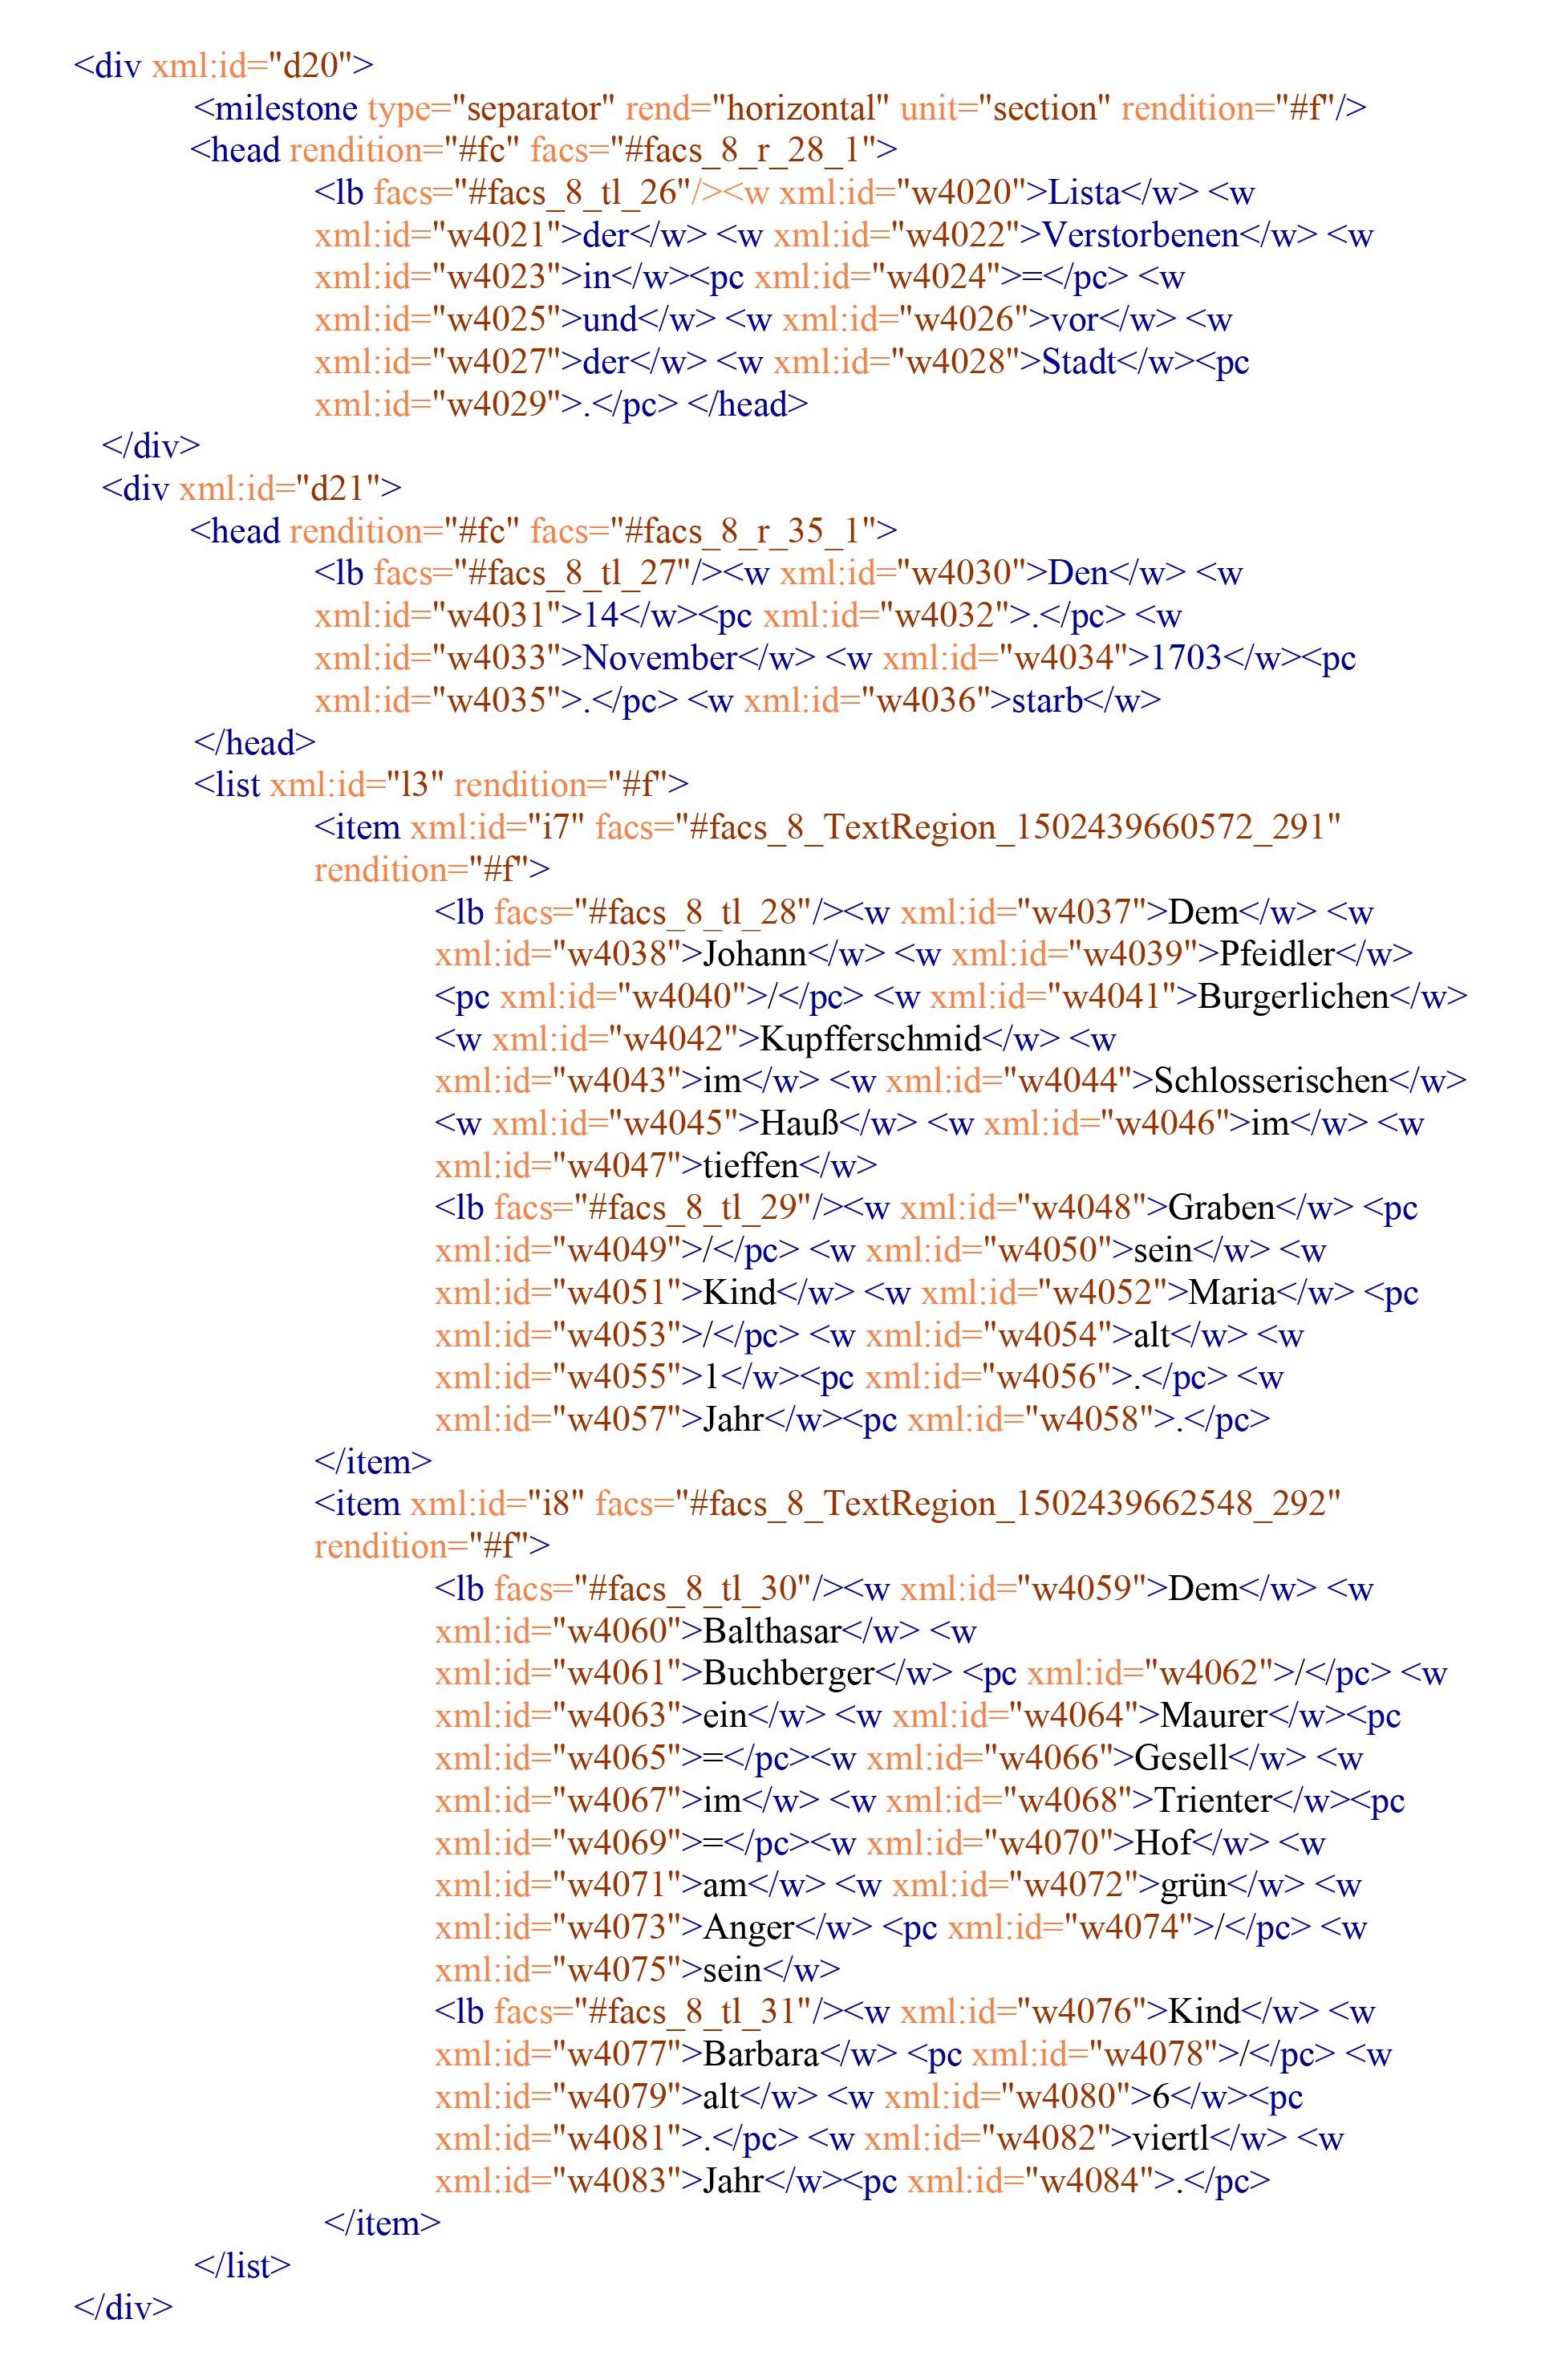 <div xml:id="d20">
<milestone type="separator" rend="horizontal" unit="section" rendition="#f"/>
<head rendition="#fc" facs="#facs_8_r_28_1">
<lb facs="#facs_8_tl_26"/><w xml:id="w4020">Lista</w> <w
xml:id="w4021">der</w> <w xml:id="w4022">Verstorbenen</w> <w
xml:id="w4023">in</w><pc xml:id="w4024">=</pc> <w
xml:id="w4025">und</w> <w xml:id="w4026">vor</w> <w
xml:id="w4027">der</w> <w xml:id="w4028">Stadt</w><pc
xml:id="w4029">.</pc> </head>
</div>
<div xml:id="d21">
<head rendition="#fc" facs="#facs_8_r_35_1">
<lb facs="#facs_8_tl_27"/><w xml:id="w4030">Den</w> <w
xml:id="w4031">14</w><pc xml:id="w4032">.</pc> <w
xml:id="w4033">November</w> <w xml:id="w4034">1703</w><pc
xml:id="w4035">.</pc> <w xml:id="w4036">starb</w>
</head>
<list xml:id="l3" rendition="#f">
<item xml:id="i7" facs="#facs_8_TextRegion_1502439660572_291"
rendition="#f">
<lb facs="#facs_8_tl_28"/><w xml:id="w4037">Dem</w> <w
xml:id="w4038">Johann</w> <w xml:id="w4039">Pfeidler</w>
<pc xml:id="w4040">/</pc> <w xml:id="w4041">Burgerlichen</w>
<w xml:id="w4042">Kupfferschmid</w> <w
xml:id="w4043">im</w> <w xml:id="w4044">Schlosserischen</w>
<w xml:id="w4045">Hauß</w> <w xml:id="w4046">im</w> <w
xml:id="w4047">tieffen</w>
<lb facs="#facs_8_tl_29"/><w xml:id="w4048">Graben</w> <pc
xml:id="w4049">/</pc> <w xml:id="w4050">sein</w> <w
xml:id="w4051">Kind</w> <w xml:id="w4052">Maria</w> <pc
xml:id="w4053">/</pc> <w xml:id="w4054">alt</w> <w
xml:id="w4055">1</w><pc xml:id="w4056">.</pc> <w
xml:id="w4057">Jahr</w><pc xml:id="w4058">.</pc>
</item>
<item xml:id="i8" facs="#facs_8_TextRegion_1502439662548_292"
rendition="#f">
<lb facs="#facs_8_tl_30"/><w xml:id="w4059">Dem</w> <w
xml:id="w4060">Balthasar</w> <w
xml:id="w4061">Buchberger</w> <pc xml:id="w4062">/</pc> <w
xml:id="w4063">ein</w> <w xml:id="w4064">Maurer</w><pc
xml:id="w4065">=</pc><w xml:id="w4066">Gesell</w> <w
xml:id="w4067">im</w> <w xml:id="w4068">Trienter</w><pc
xml:id="w4069">=</pc><w xml:id="w4070">Hof</w> <w
xml:id="w4071">am</w> <w xml:id="w4072">grün</w> <w
xml:id="w4073">Anger</w> <pc xml:id="w4074">/</pc> <w
xml:id="w4075">sein</w>
<lb facs="#facs_8_tl_31"/><w xml:id="w4076">Kind</w> <w
xml:id="w4077">Barbara</w> <pc xml:id="w4078">/</pc> <w
xml:id="w4079">alt</w> <w xml:id="w4080">6</w><pc
xml:id="w4081">.</pc> <w xml:id="w4082">viertl</w> <w
xml:id="w4083">Jahr</w><pc xml:id="w4084">.</pc>
</item>
</list>
</div>